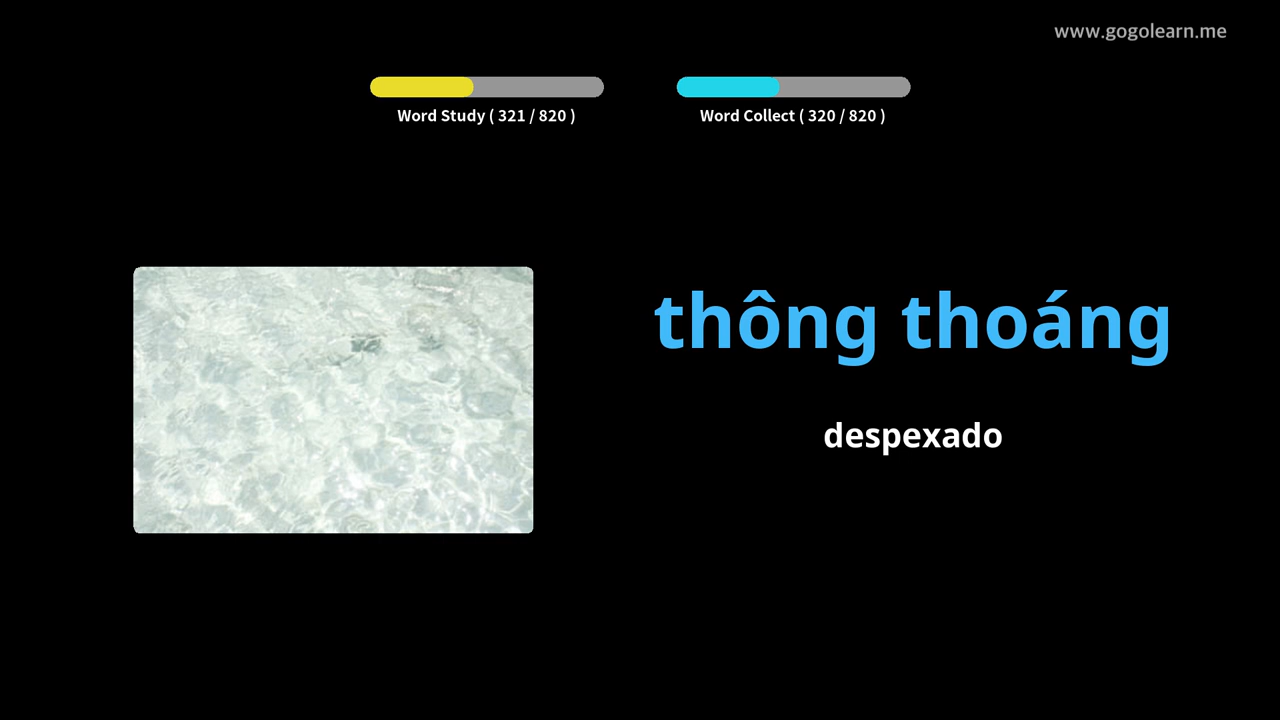 www.gogolearn.me
Word Study ( 321 / 820 )
Word Collect ( 320 / 820 )
thông thoáng
despexado